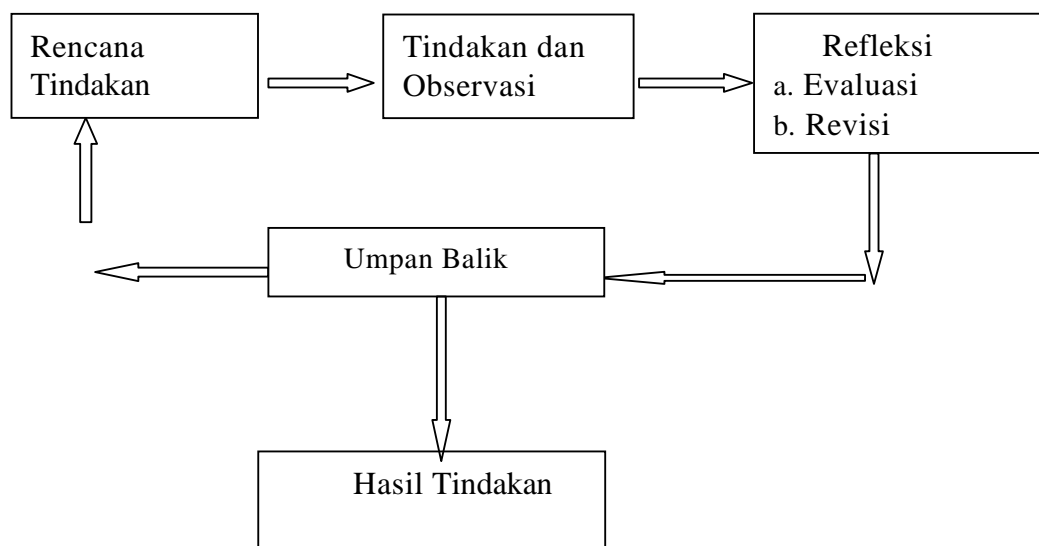 Rencana
Tindakan
Tindakan dan
Observasi
Refleksi
a. Evaluasi
b. Revisi
Umpan Balik
Hasil Tindakan